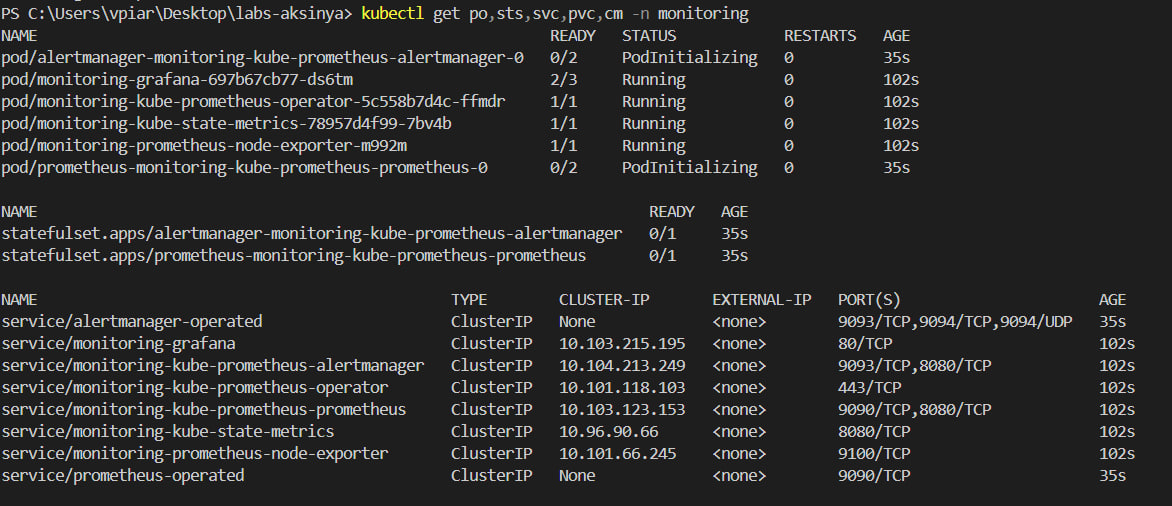 PS C:\Users\vpiar\Desktop\labs-aksinya> kubectl get po,sts,svc,pvc,cm -n monitoring
NAME READY STATUS RESTARTS AGE
pod/alertmanager-monitoring-kube-prometheus-alertmanager-0 0/2 PodInitializing 0 35s
pod/monitoring-grafana-697b67cb77-ds6tm 2/3 Running 0 102s
pod/monitoring-kube-prometheus-operator-5c558b7d4c-ffmdr 1/1 Running 0 102s
pod/monitoring-kube-state-metrics-78957d4f99-7bv4b 1/1 Running 0 102s
pod/monitoring-prometheus-node-exporter-m992m 1/1 Running 0 102s
pod/prometheus-monitoring-kube-prometheus-prometheus-0 0/2 PodInitializing 0 35s
NAME READY AGE
statefulset.apps/alertmanager-monitoring-kube-prometheus-alertmanager 0/1 35s
statefulset.apps/prometheus-monitoring-kube-prometheus-prometheus 0/1 35s
NAME TYPE CLUSTER-IP EXTERNAL-IP PORT(S) AGE
service/alertmanager-operated ClusterIP None <none> 9093/TCP,9094/TCP,9094/UDP 35s
service/monitoring-grafana ClusterIP 10.103.215.195 <none> 80/TCP 102s
service/monitoring-kube-prometheus-alertmanager ClusterIP 10.104.213.249 <none> 9093/TCP,8080/TCP 102s
service/monitoring-kube-prometheus-operator ClusterIP 10.101.118.103 <none> 443/TCP 102s
service/monitoring-kube-prometheus-prometheus ClusterIP 10.103.123.153 <none> 9090/TCP,8080/TCP 102s
service/monitoring-kube-state-metrics ClusterIP 10.96.90.66 <none> 8080/TCP 102s
service/monitoring-prometheus-node-exporter ClusterIP 10.101.66.245 <none> 9100/TCP 102s
service/prometheus-operated ClusterIP None <none> 9090/TCP 35s